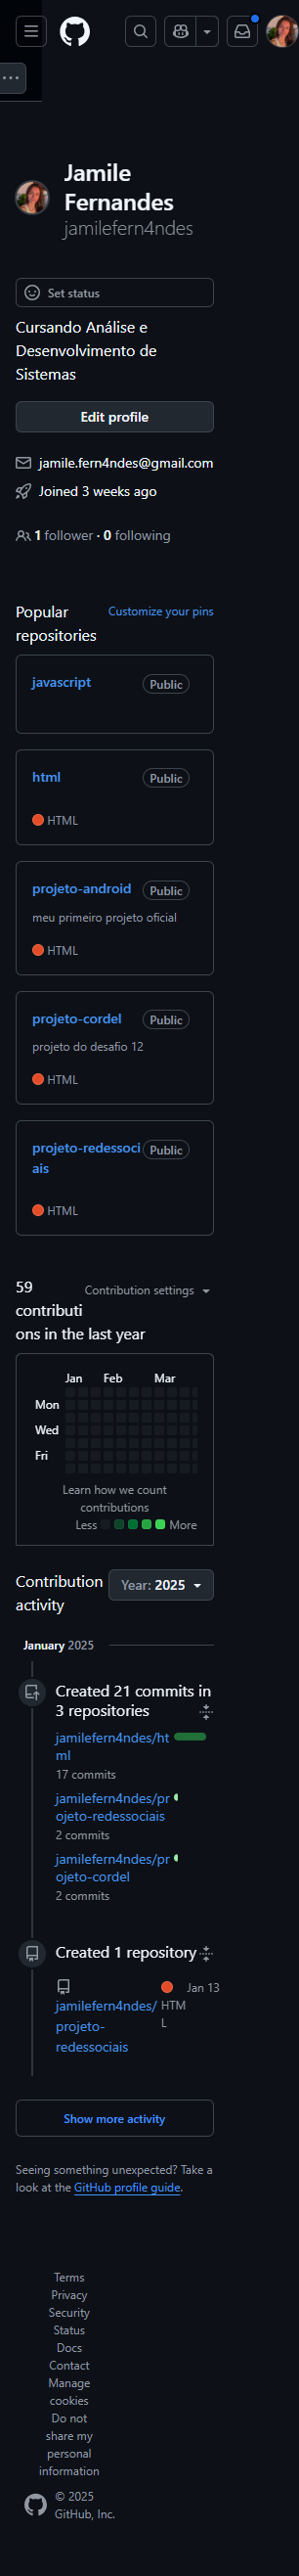 Jamile
Fernandes
jamilefern4ndes
Set status
Cursando Análise e
Desenvolvimento de
Sistemas
Edit profile
jamile.fern4ndes@gmail.com
Joined 3 weeks ago
1 follower · 0 following
Popular
repositories
Customize your pins
javascript
Public
html
Public
HTML
projeto-android
Public
meu primeiro projeto oficial
HTML
projeto-cordel
Public
projeto do desafio 12
HTML
projeto-redessoci
ais
Public
HTML
59
contributi
ons in the last year
Contribution settings
Jan Feb Mar
Mon
Wed
Fri
Learn how we count
contributions
Less More
Contribution
activity
Year: 2025
January 2025
Created 21 commits in
3 repositories
jamilefern4ndes/ht
ml
17 commits
jamilefern4ndes/pr
ojeto-redessociais
2 commits
jamilefern4ndes/pr
ojeto-cordel
2 commits
Created 1 repository
jamilefern4ndes/
projeto-
redessociais
HTM
L
Jan 13
Show more activity
Seeing something unexpected? Take a
look at the GitHub profile guide.
Terms
Privacy
Security
Status
Docs
Contact
Manage
cookies
Do not
share my
personal
information
© 2025
GitHub, Inc.